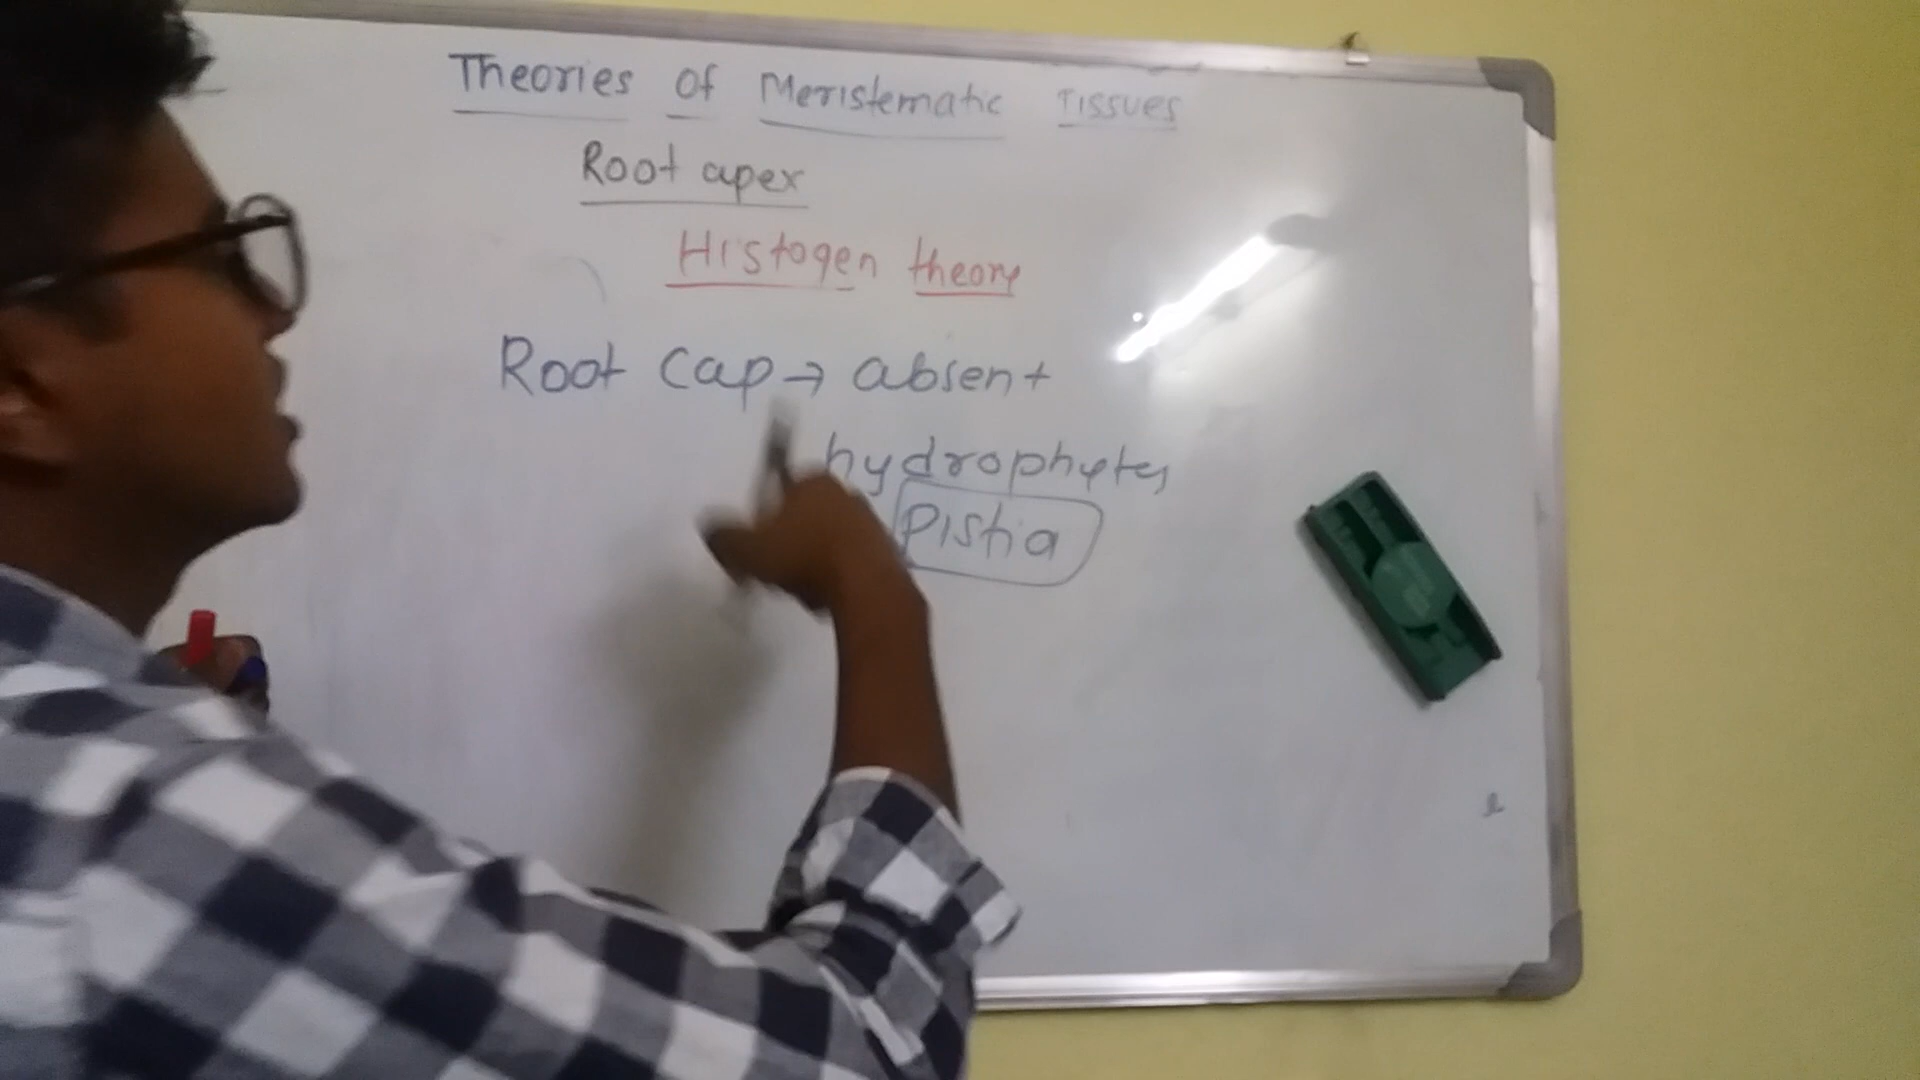 Theories Of Meristematic Tissues
Root apex
Histogen theory
Root Cap → absent
hydrophytes
Pistia